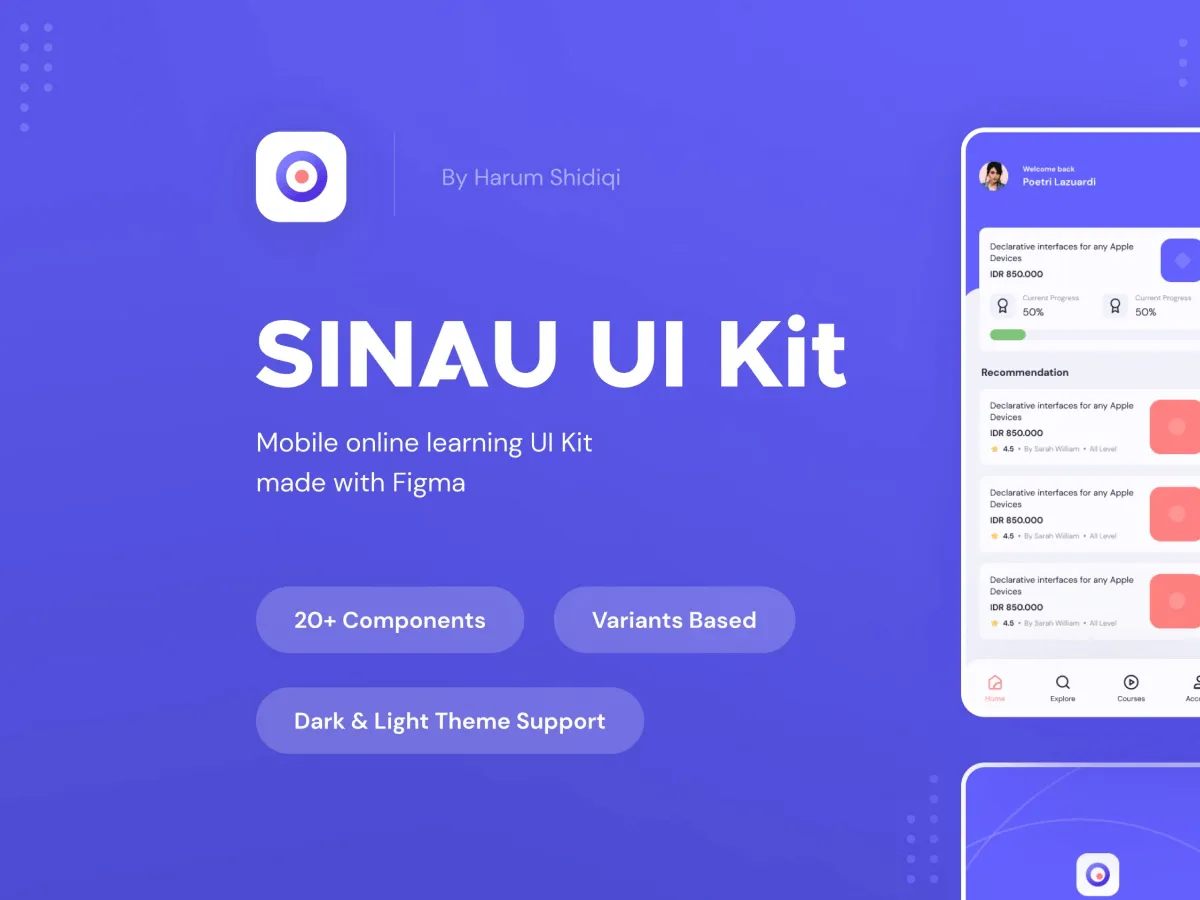 By Harum Shidiqi
SINAU UI Kit
Mobile online learning UI Kit
made with Figma
20+ Components
Variants Based
Dark & Light Theme Support
Welcome back
Poetri Lazuardi
Declarative interfaces for any Apple
Devices
IDR 850.000
Current Progress
50%
Current Progress
50%
Recommendation
Declarative interfaces for any Apple
Devices
IDR 850.000
4.5 • By Sarah William • All Level
Declarative interfaces for any Apple
Devices
IDR 850.000
4.5 • By Sarah William • All Level
Declarative interfaces for any Apple
Devices
IDR 850.000
4.5 • By Sarah William • All Level
Home
Explore
Courses